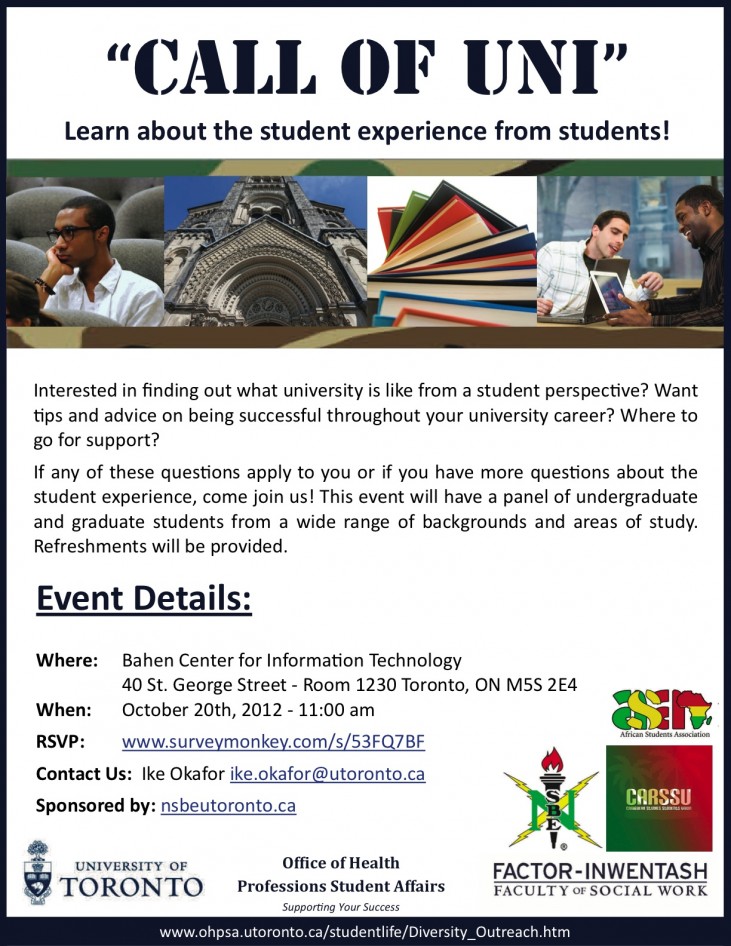 “CALL OF UNI”
Learn about the student experience from students!
Interested in finding out what university is like from a student perspective? Want
tips and advice on being successful throughout your university career? Where to
go for support?
If any of these questions apply to you or if you have more questions about the
student experience, come join us! This event will have a panel of undergraduate
and graduate students from a wide range of backgrounds and areas of study.
Refreshments will be provided.
Event Details:
Where: Bahen Center for Information Technology
40 St. George Street - Room 1230 Toronto, ON M5S 2E4
When: October 20th, 2012 - 11:00 am
RSVP: www.surveymonkey.com/s/53FQ7BF
Contact Us: Ike Okafor ike.okafor@utoronto.ca
Sponsored by: nsbeutoronto.ca
ASA
African Students Association
NSBE
®
CARSSU
UNIVERSITY OF
TORONTO
Office of Health
Professions Student Affairs
Supporting Your Success
FACTOR-INWENTASH
FACULTY OF SOCIAL WORK
www.ohpsa.utoronto.ca/studentlife/Diversity_Outreach.htm